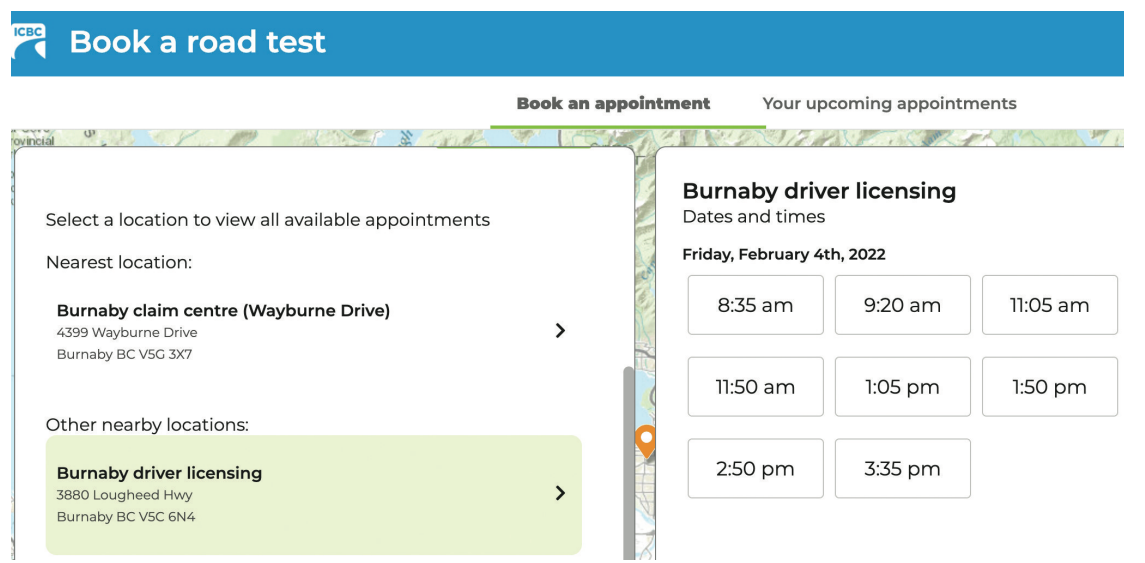 ICBC
Book a road test
Book an appointment
Your upcoming appointments
Select a location to view all available appointments
Nearest location:
Burnaby claim centre (Wayburne Drive)
4399 Wayburne Drive
Burnaby BC V5G 3X7
Other nearby locations:
Burnaby driver licensing
3880 Lougheed Hwy
Burnaby BC V5C 6N4
Burnaby driver licensing
Dates and times
Friday, February 4th, 2022
8:35 am
9:20 am
11:05 am
11:50 am
1:05 pm
1:50 pm
2:50 pm
3:35 pm